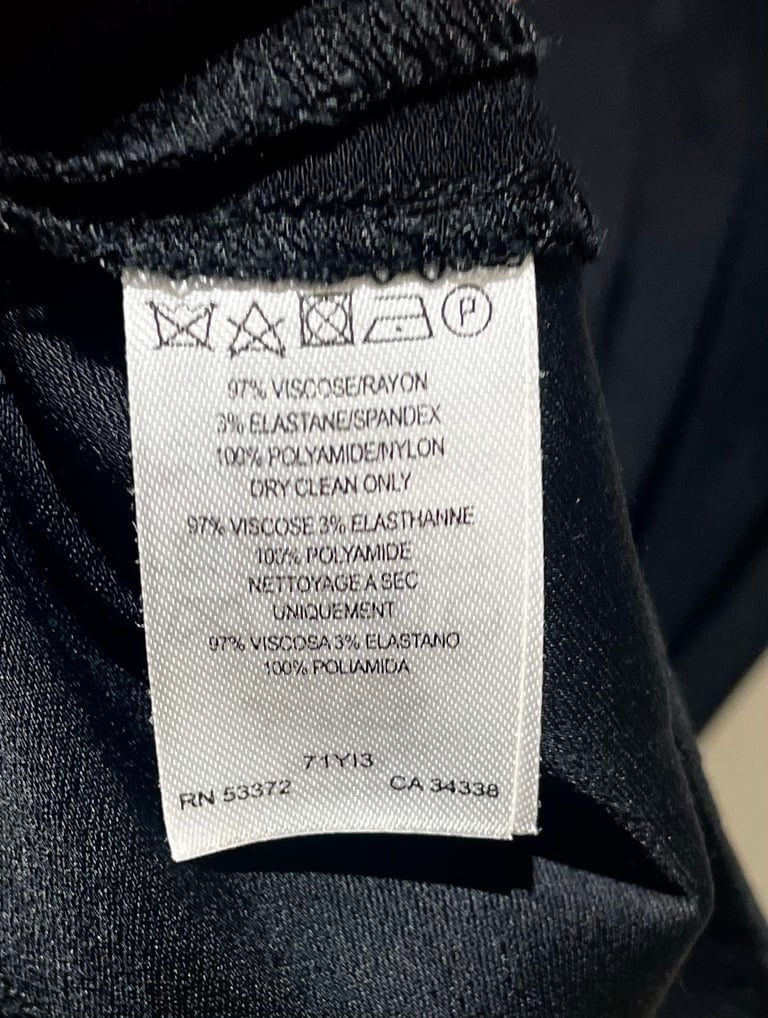 P
97% VISCOSE/RAYON
3% ELASTANE/SPANDEX
100% POLYAMIDE/NYLON
DRY CLEAN ONLY
97% VISCOSE 3% ELASTHANNE
100% POLYAMIDE
NETTOYAGE A SEC
UNIQUEMENT
97% VISCOSA 3% ELASTANO
100% POLIAMIDA
71YI3
RN 53372 CA 34338